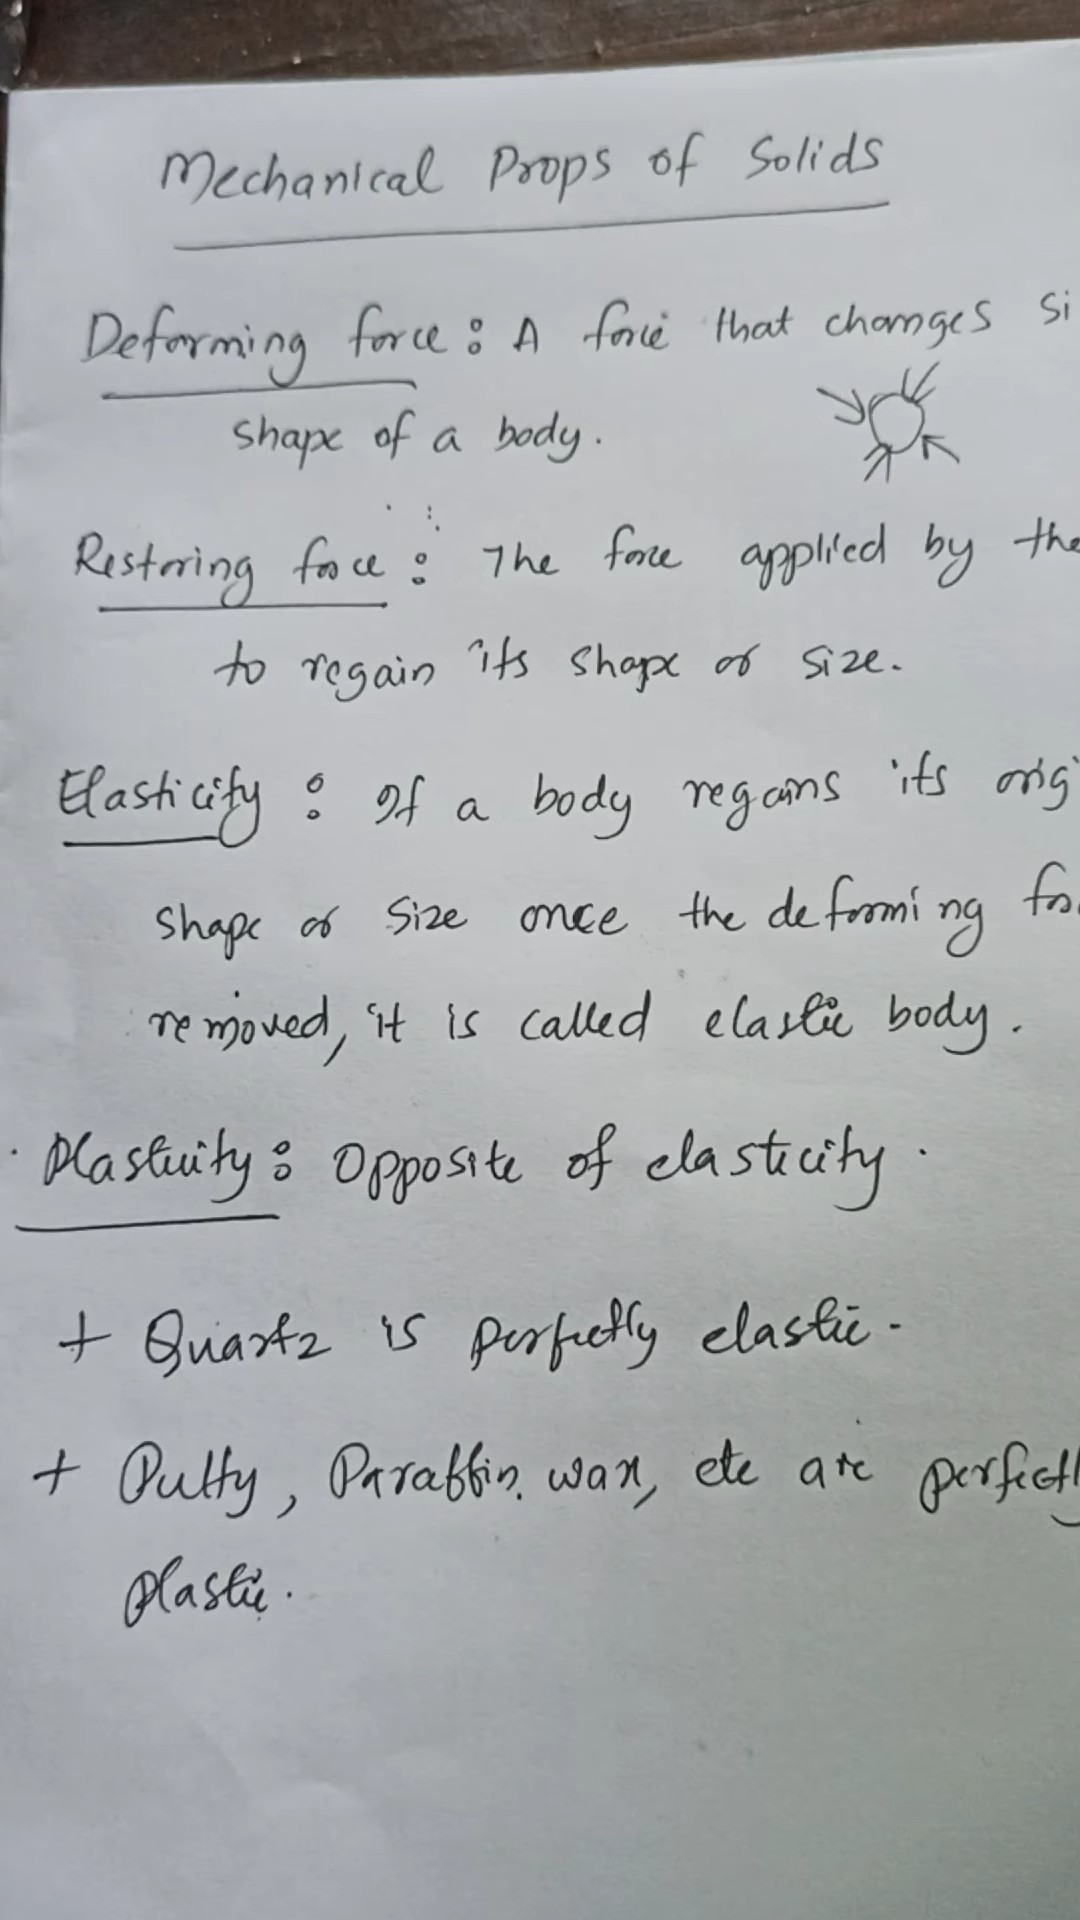 Mechanical Props of Solids
Deforming force : A force that changes si
shape of a body.
Restoring force : The force applied by the
to regain its shape or size.
Elasticity : If a body regains its orig
shape or size once the deforming fo
removed, it is called elastic body.
Plasticity : Opposite of elasticity.
+ Quartz is perfectly elastic.
+ Putty, Paraffin wax, etc are perfectl
plastic.